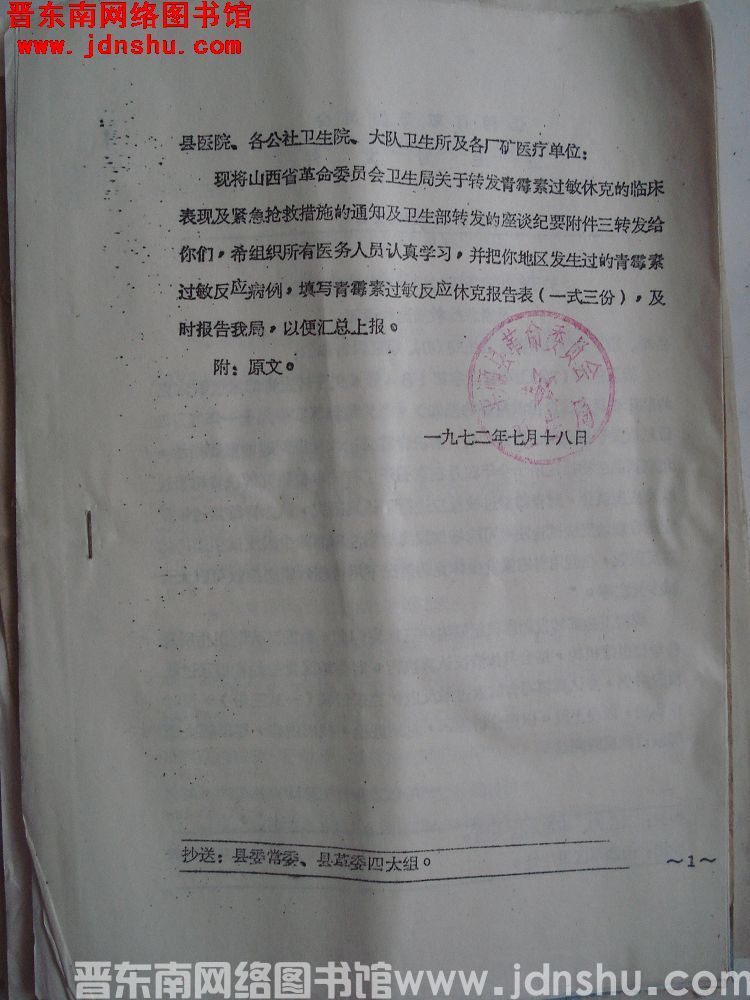 晋东南网络图书馆
www.jdnshu.com
县医院、各公社卫生院、大队卫生所及各厂矿医疗单位：
现将山西省革命委员会卫生局关于转发青霉素过敏休克的临床
表现及紧急抢救措施的通知及卫生部转发的座谈纪要附件三转发给
你们，希组织所有医务人员认真学习，并把你地区发生过的青霉素
过敏反应病例，填写青霉素过敏反应休克报告表（一式三份），及
时报告我局，以便汇总上报。
附：原文。
县革命委员会
一九七二年七月十八日
抄送：县委常委、县革委四大组。
～1～
晋东南网络图书馆www.jdnshu.com